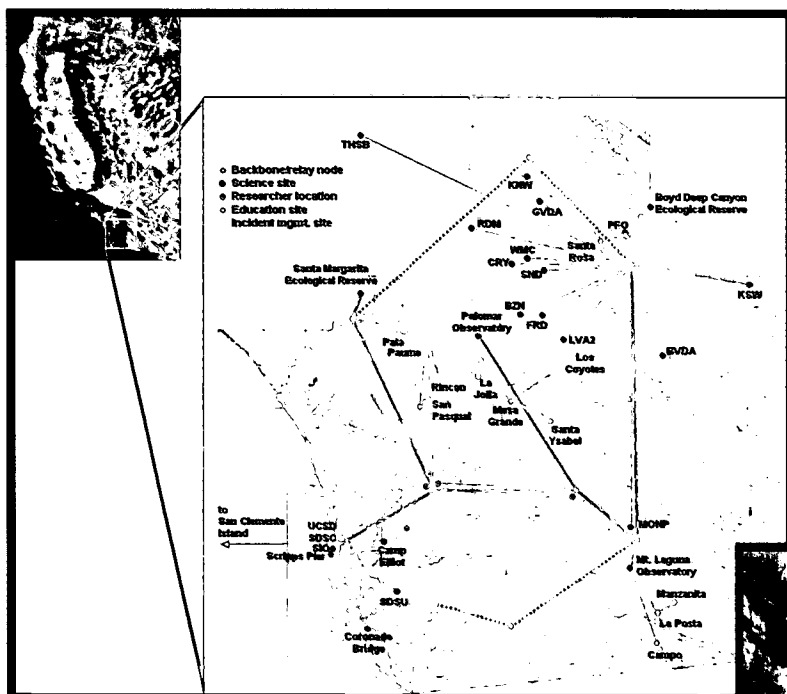 THSB
Backbone/relay node
Science site
Researcher location
Education site
Incident mgmt. site
KNW
GVDA
Boyd Deep Canyon
Ecological Reserve
RDM
PFO
WMC
Santa
Rosa
CRY
SND
Santa Margarita
Ecological Reserve
KSW
BZN
FRD
Palomar
Observatory
Pala
Pauma
LVA2
Los
Coyotes
Rincon
La
Jolla
San
Pasqual
Mesa
Grande
Santa
Ysabel
to
San Clemente
Island
UCSD
SDSC
SIO
Scripps Pier
Camp
Elliot
MONP
Mt. Laguna
Observatory
SDSU
Manzanita
La Posta
Coronado
Bridge
Campo